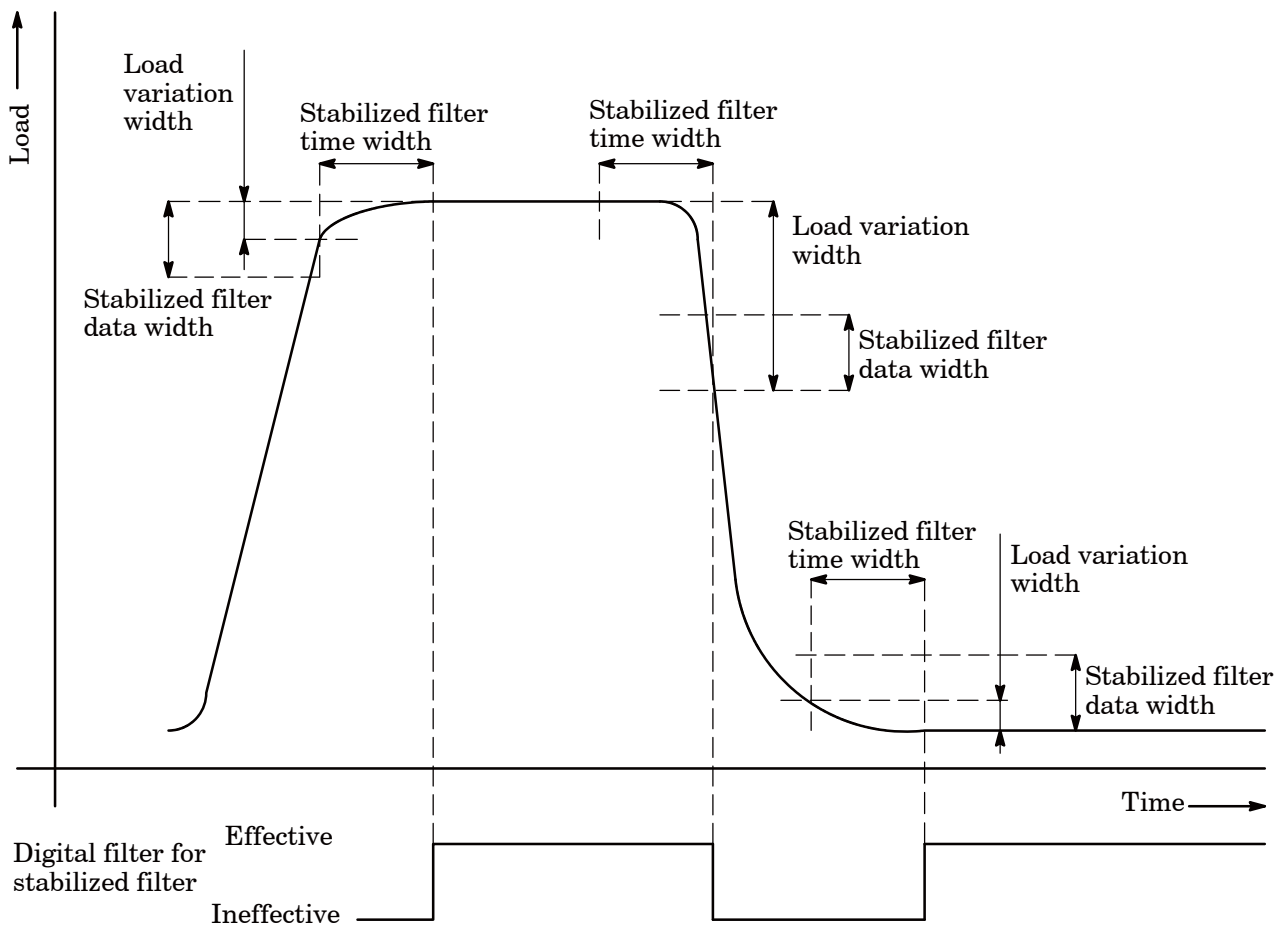 Load
Load
variation
width
Stabilized filter
time width
Stabilized filter
time width
Load variation
width
Stabilized filter
data width
Stabilized filter
data width
Stabilized filter
time width
Load variation
width
Stabilized filter
data width
Time
Effective
Digital filter for
stabilized filter
Ineffective